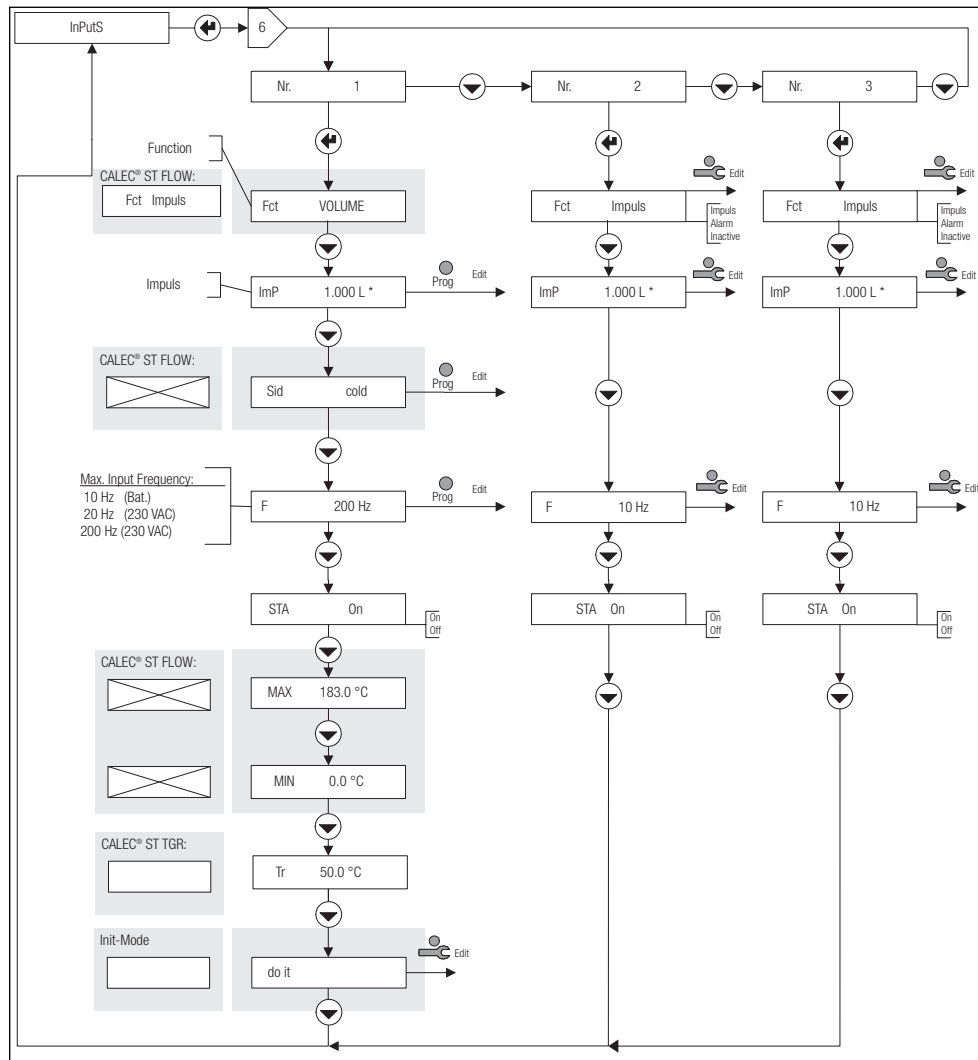 InPutS
6
Nr. 1
Nr. 2
Nr. 3
Function
CALEC® ST FLOW:
Fct Impuls
Fct VOLUME
Edit
Fct Impuls
Impuls
Alarm
Inactive
Edit
Fct Impuls
Impuls
Alarm
Inactive
Impuls
ImP 1.000 L *
Prog
Edit
ImP 1.000 L *
Edit
ImP 1.000 L *
Edit
CALEC® ST FLOW:
Sid cold
Prog
Edit
Max. Input Frequency:
10 Hz (Bat.)
20 Hz (230 VAC)
200 Hz (230 VAC)
F 200 Hz
Prog
Edit
F 10 Hz
Edit
F 10 Hz
Edit
STA On
On
Off
STA On
On
Off
STA On
On
Off
CALEC® ST FLOW:
MAX 183.0 °C
MIN 0.0 °C
CALEC® ST TGR:
Tr 50.0 °C
Init-Mode
do it
Edit